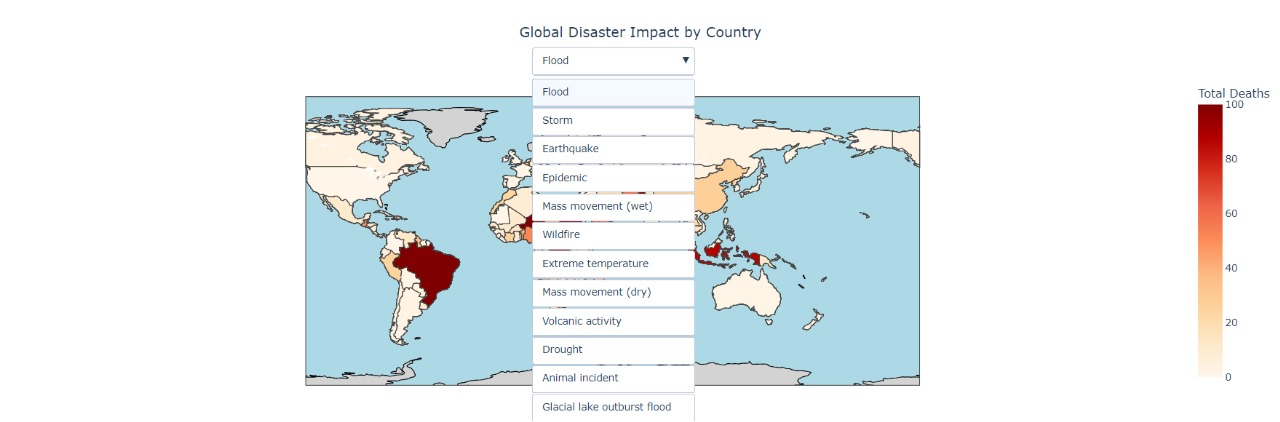 Global Disaster Impact by Country
Flood
Flood
Storm
Earthquake
Epidemic
Mass movement (wet)
Wildfire
Extreme temperature
Mass movement (dry)
Volcanic activity
Drought
Animal incident
Glacial lake outburst flood
Total Deaths
100
80
60
40
20
0